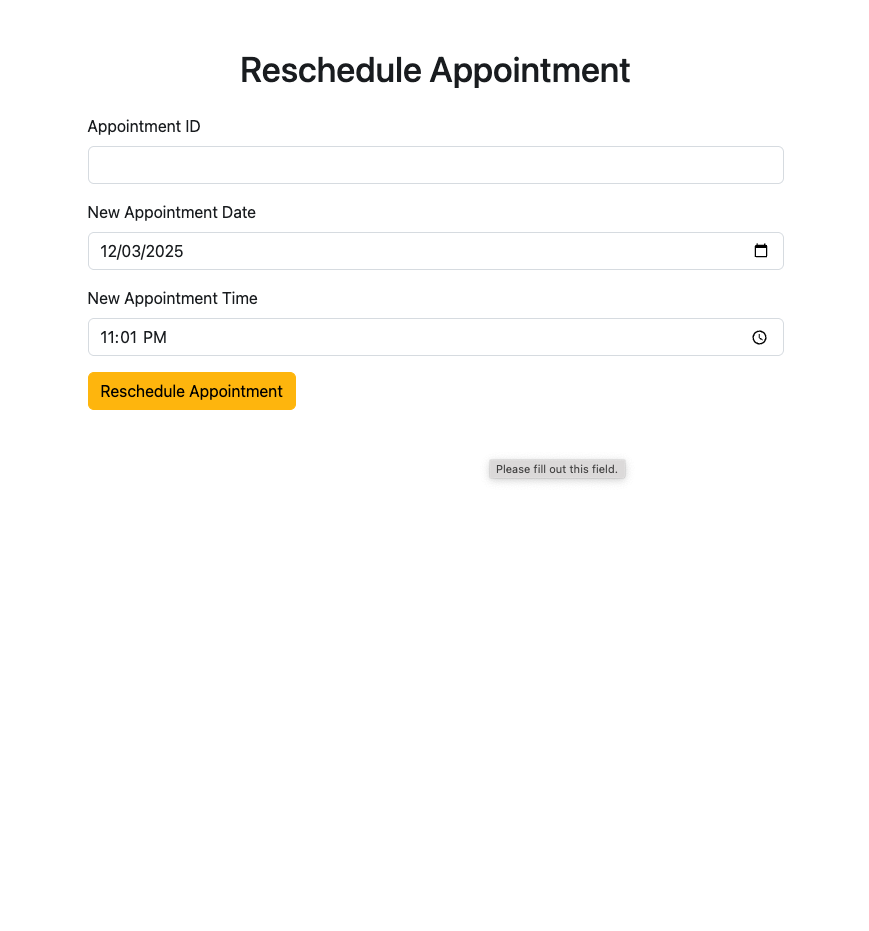 Reschedule Appointment
Appointment ID
New Appointment Date
12/03/2025
New Appointment Time
11:01 PM
Reschedule Appointment
Please fill out this field.